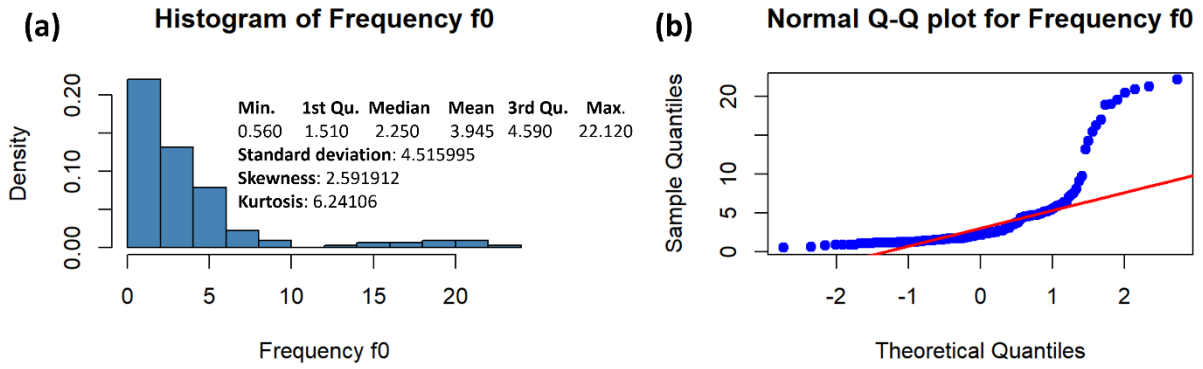 (a)
Histogram of Frequency f0
Density
0.20
0.10
0.00
Min. 1st Qu. Median Mean 3rd Qu. Max.
0.560 1.510 2.250 3.945 4.590 22.120
Standard deviation: 4.515995
Skewness: 2.591912
Kurtosis: 6.24106
0 5 10 15 20
Frequency f0
(b)
Normal Q-Q plot for Frequency f0
Sample Quantiles
20
10
5
0
-2 -1 0 1 2
Theoretical Quantiles